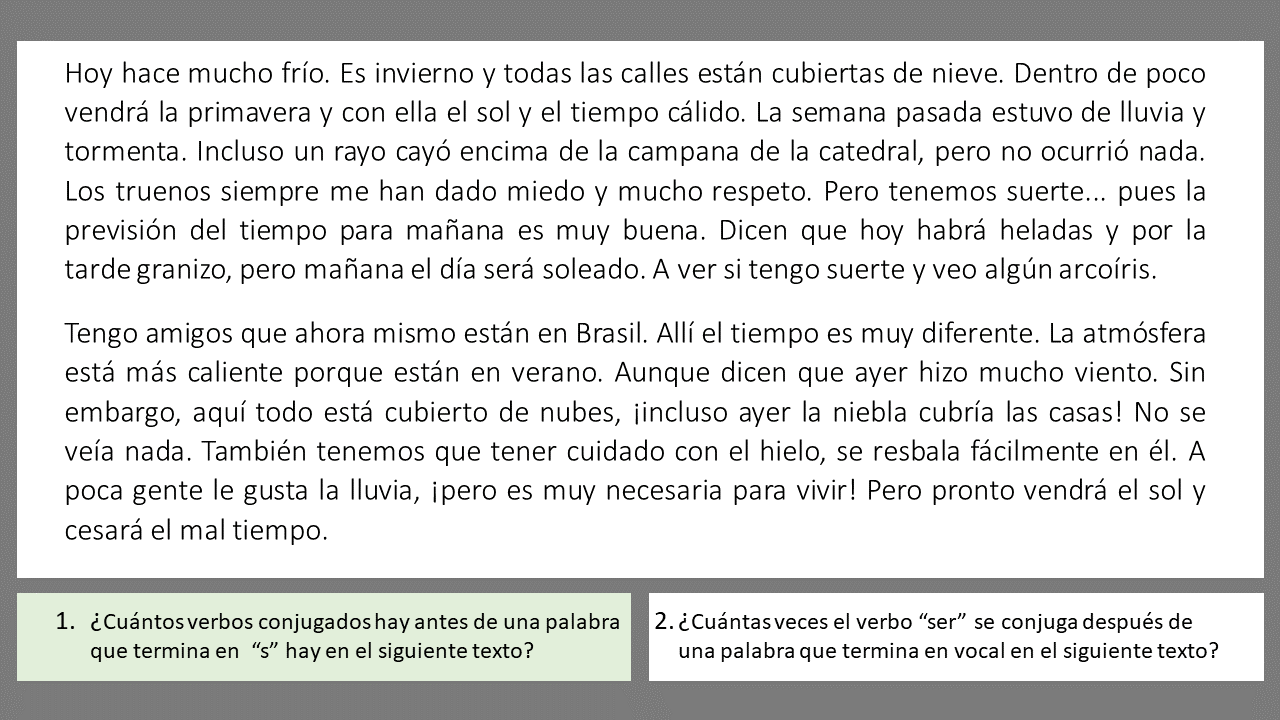 Hoy hace mucho frío. Es invierno y todas las calles están cubiertas de nieve. Dentro de poco
vendrá la primavera y con ella el sol y el tiempo cálido. La semana pasada estuvo de lluvia y
tormenta. Incluso un rayo cayó encima de la campana de la catedral, pero no ocurrió nada.
Los truenos siempre me han dado miedo y mucho respeto. Pero tenemos suerte... pues la
previsión del tiempo para mañana es muy buena. Dicen que hoy habrá heladas y por la
tarde granizo, pero mañana el día será soleado. A ver si tengo suerte y veo algún arcoíris.
Tengo amigos que ahora mismo están en Brasil. Allí el tiempo es muy diferente. La atmósfera
está más caliente porque están en verano. Aunque dicen que ayer hizo mucho viento. Sin
embargo, aquí todo está cubierto de nubes, ¡incluso ayer la niebla cubría las casas! No se
veía nada. También tenemos que tener cuidado con el hielo, se resbala fácilmente en él. A
poca gente le gusta la lluvia, ¡pero es muy necesaria para vivir! Pero pronto vendrá el sol y
cesará el mal tiempo.
1. ¿Cuántos verbos conjugados hay antes de una palabra
que termina en “s” hay en el siguiente texto?
2. ¿Cuántas veces el verbo “ser” se conjuga después de
una palabra que termina en vocal en el siguiente texto?